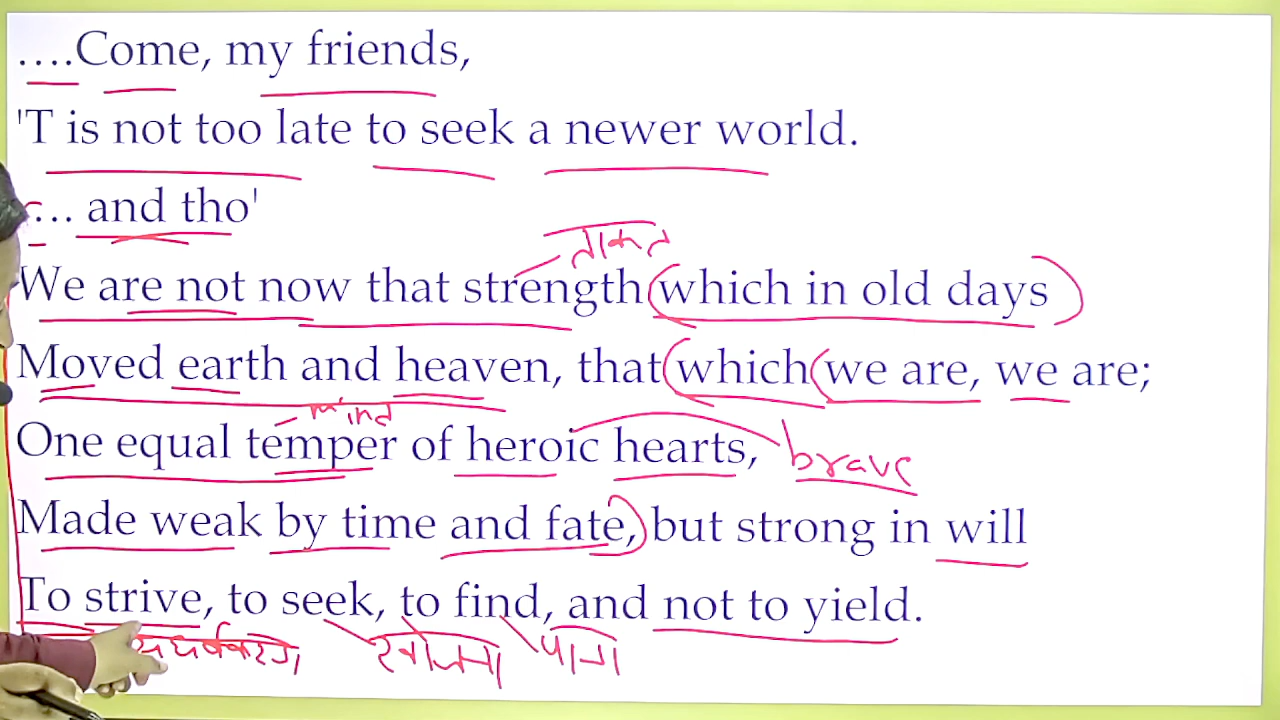 ....Come, my friends,
'T is not too late to seek a newer world.
.... and tho'
ताकत
We are not now that strength which in old days
Moved earth and heaven, that which we are, we are;
mind
One equal temper of heroic hearts,
brave
Made weak by time and fate, but strong in will
To strive, to seek, to find, and not to yield.
खोजना पाना